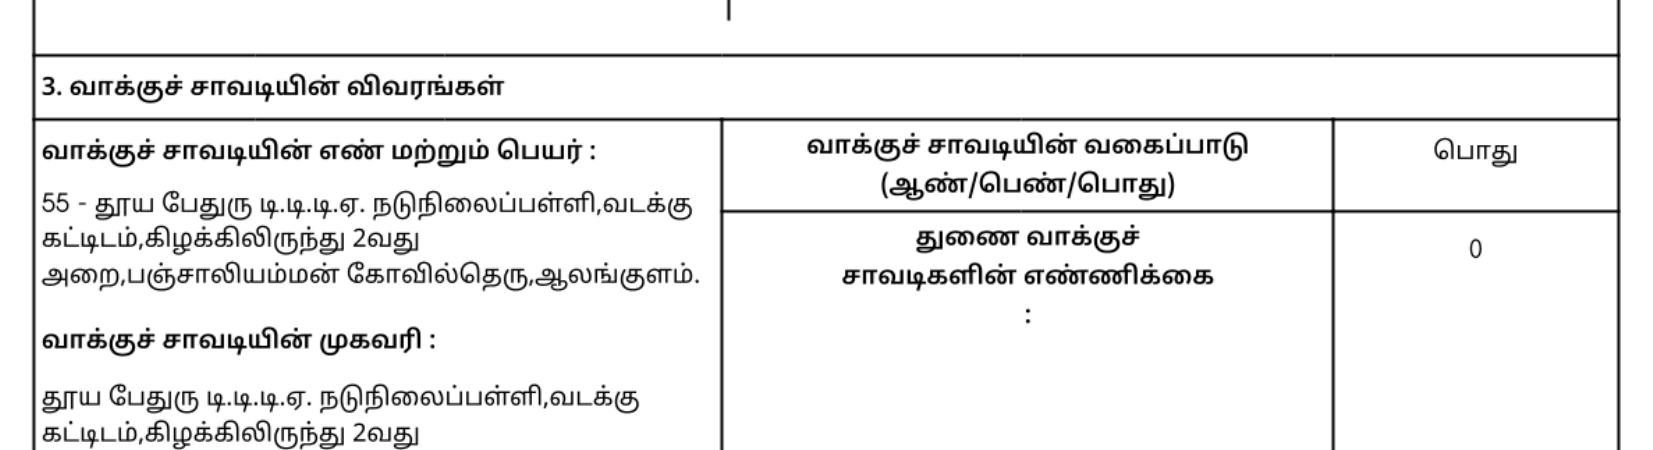 3. வாக்குச் சாவடியின் விவரங்கள்
வாக்குச் சாவடியின் எண் மற்றும் பெயர் :
55 - தூய பேதுரு டி.டி.டி.ஏ. நடுநிலைப்பள்ளி,வடக்கு
கட்டிடம்,கிழக்கிலிருந்து 2வது
அறை,பஞ்சாலியம்மன் கோவில்தெரு,ஆலங்குளம்.
வாக்குச் சாவடியின் முகவரி :
தூய பேதுரு டி.டி.டி.ஏ. நடுநிலைப்பள்ளி,வடக்கு
கட்டிடம்,கிழக்கிலிருந்து 2வது
வாக்குச் சாவடியின் வகைப்பாடு
(ஆண்/பெண்/பொது)
பொது
துணை வாக்குச்
சாவடிகளின் எண்ணிக்கை
:
0